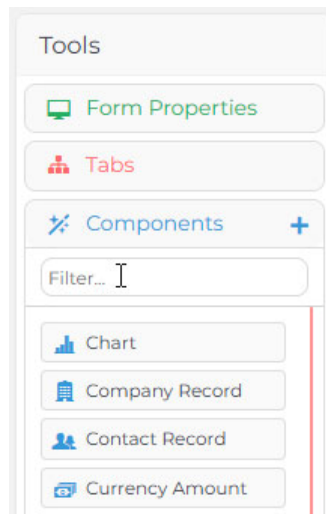 Tools
Form Properties
Tabs
Components +
Filter...
Chart
Company Record
Contact Record
Currency Amount